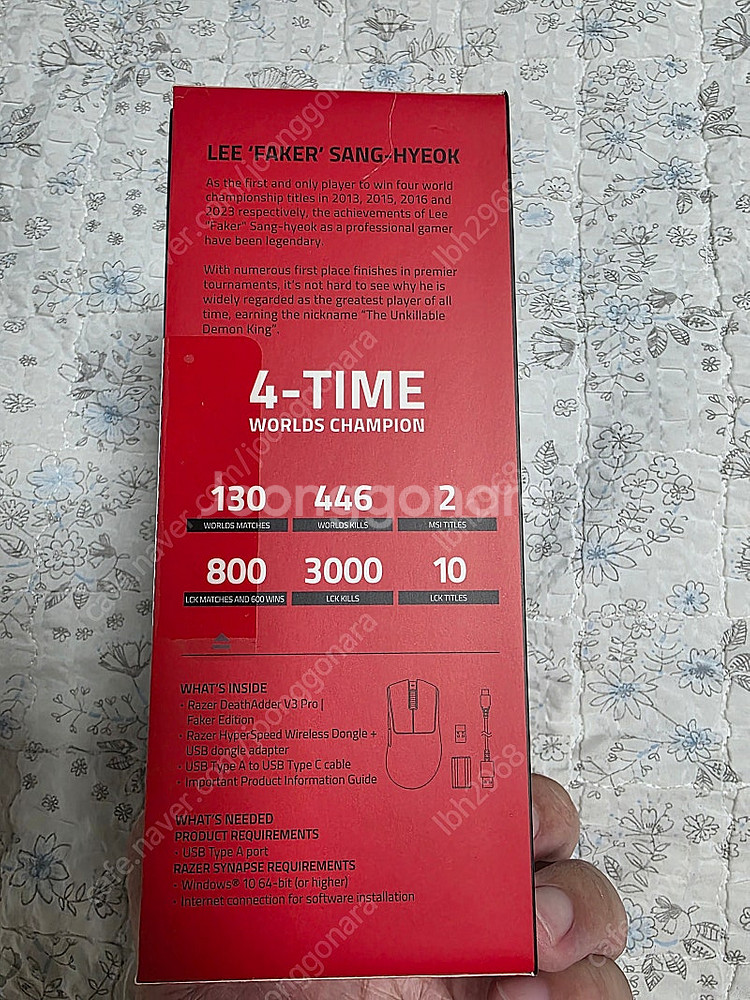 LEE 'FAKER' SANG-HYEOK
As the first and only player to win four world
championship titles in 2013, 2015, 2016 and
2023 respectively, the achievements of Lee
"Faker" Sang-hyeok as a professional gamer
have been legendary.
With numerous first place finishes in premier
tournaments, it's not hard to see why he is
widely regarded as the greatest player of all
time, earning the nickname "The Unkillable
Demon King".
4-TIME
WORLDS CHAMPION
130 446 2
WORLDS MATCHES WORLDS KILLS MSI TITLES
800 3000 10
LCK MATCHES AND 600 WINS LCK KILLS LCK TITLES
WHAT'S INSIDE
· Razer DeathAdder V3 Pro |
Faker Edition
· Razer HyperSpeed Wireless Dongle +
USB dongle adapter
· USB Type A to USB Type C cable
· Important Product Information Guide
WHAT'S NEEDED
PRODUCT REQUIREMENTS
· USB Type A port
RAZER SYNAPSE REQUIREMENTS
· Windows® 10 64-bit (or higher)
· Internet connection for software installation
joonggonara
cafe.naver.com/joonggonara
lbh2968